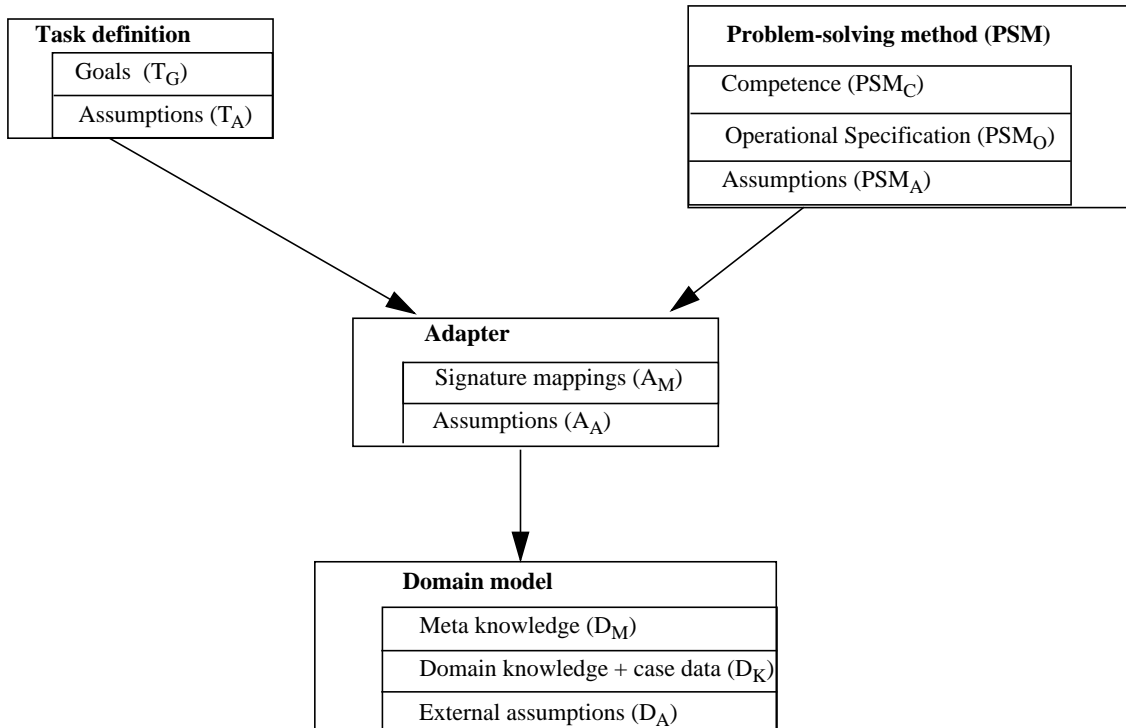 Task definition
Goals (T_G)
Assumptions (T_A)
Problem-solving method (PSM)
Competence (PSM_C)
Operational Specification (PSM_O)
Assumptions (PSM_A)
Adapter
Signature mappings (A_M)
Assumptions (A_A)
Domain model
Meta knowledge (D_M)
Domain knowledge + case data (D_K)
External assumptions (D_A)